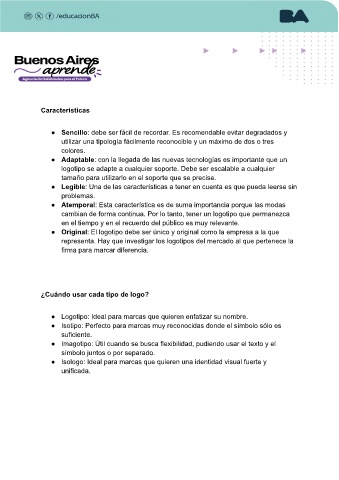 /educacionBA
BA
Buenos Aires
aprende
Agencia de Habilidades para el Futuro
Características
● Sencillo: debe ser fácil de recordar. Es recomendable evitar degradados y
utilizar una tipología fácilmente reconocible y un máximo de dos o tres
colores.
● Adaptable: con la llegada de las nuevas tecnologías es importante que un
logotipo se adapte a cualquier soporte. Debe ser escalable a cualquier
tamaño para utilizarlo en el soporte que se precise.
● Legible: Una de las características a tener en cuenta es que pueda leerse sin
problemas.
● Atemporal: Esta característica es de suma importancia porque las modas
cambian de forma continua. Por lo tanto, tener un logotipo que permanezca
en el tiempo y en el recuerdo del público es muy relevante.
● Original: El logotipo debe ser único y original como la empresa a la que
representa. Hay que investigar los logotipos del mercado al que pertenece la
firma para marcar diferencia.
¿Cuándo usar cada tipo de logo?
● Logotipo: Ideal para marcas que quieren enfatizar su nombre.
● Isotipo: Perfecto para marcas muy reconocidas donde el símbolo sólo es
suficiente.
● Imagotipo: Útil cuando se busca flexibilidad, pudiendo usar el texto y el
símbolo juntos o por separado.
● Isologo: Ideal para marcas que quieren una identidad visual fuerte y
unificada.